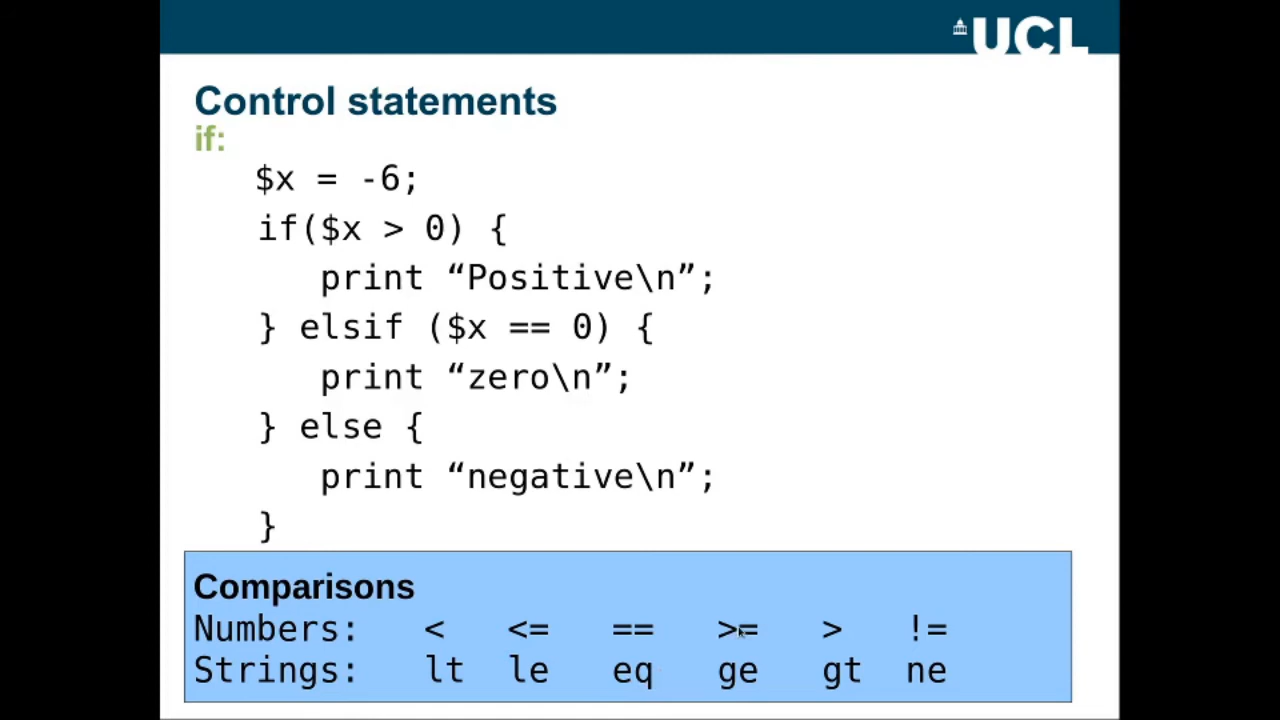 UCL
Control statements
if:
$x = -6;
if($x > 0) {
print “Positive\n”;
} elsif ($x == 0) {
print “zero\n”;
} else {
print “negative\n”;
}
Comparisons
Numbers: < <= == >= > !=
Strings: lt le eq ge gt ne